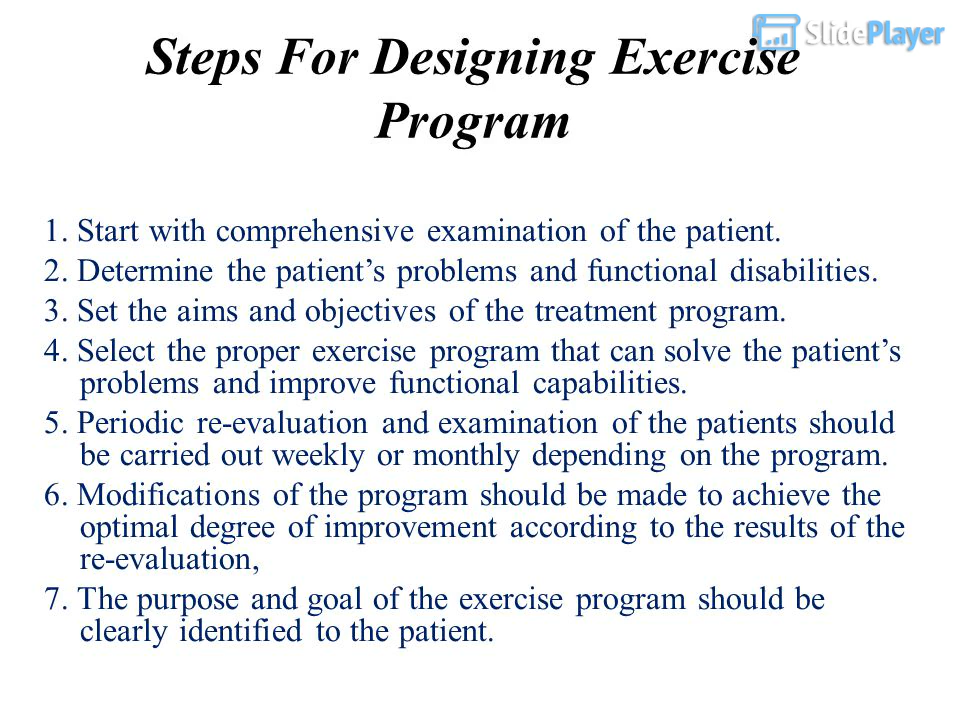 SlidePlayer
Steps For Designing Exercise
Program
1. Start with comprehensive examination of the patient.
2. Determine the patient’s problems and functional disabilities.
3. Set the aims and objectives of the treatment program.
4. Select the proper exercise program that can solve the patient’s
problems and improve functional capabilities.
5. Periodic re-evaluation and examination of the patients should
be carried out weekly or monthly depending on the program.
6. Modifications of the program should be made to achieve the
optimal degree of improvement according to the results of the
re-evaluation,
7. The purpose and goal of the exercise program should be
clearly identified to the patient.